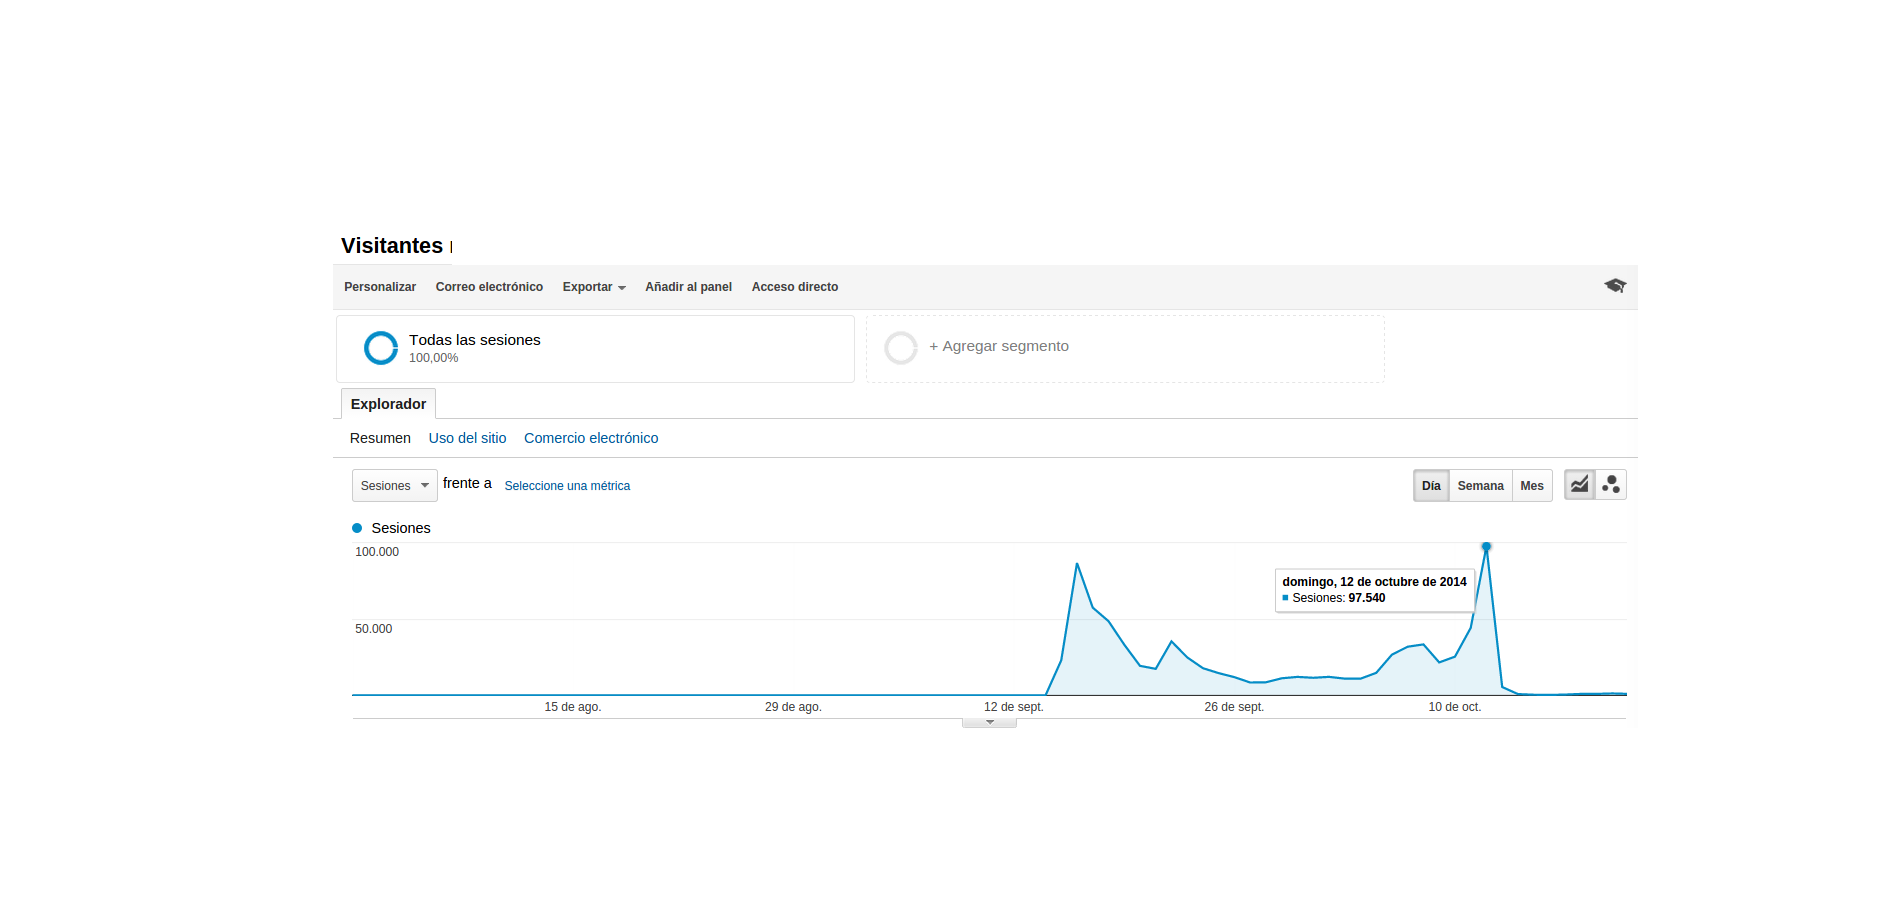 Visitantes
Personalizar Correo electrónico Exportar Añadir al panel Acceso directo
Todas las sesiones
100,00%
+ Agregar segmento
Explorador
Resumen Uso del sitio Comercio electrónico
Sesiones frente a Seleccione una métrica
Día Semana Mes
Sesiones
100.000
50.000
domingo, 12 de octubre de 2014
Sesiones: 97.540
15 de ago. 29 de ago. 12 de sept. 26 de sept. 10 de oct.